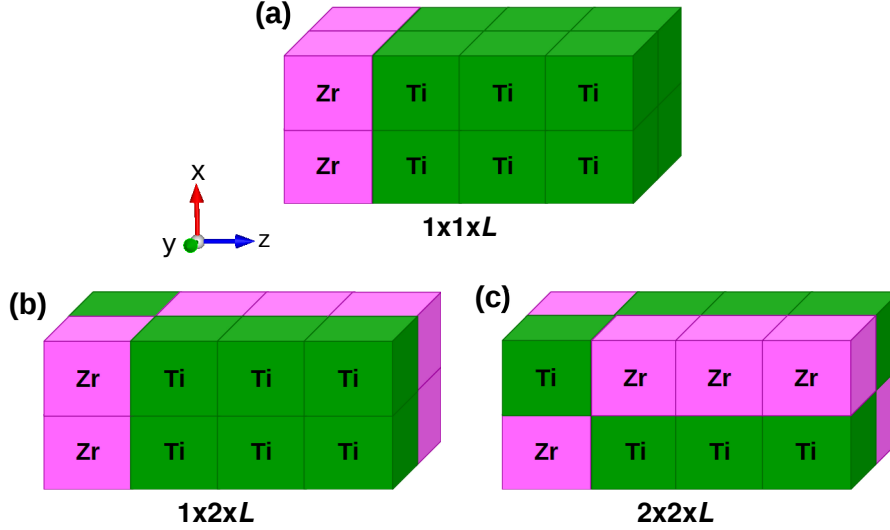 (a)
Zr Ti Ti Ti
Zr Ti Ti Ti
1x1xL
x
y
z
(b)
Zr Ti Ti Ti
Zr Ti Ti Ti
1x2xL
(c)
Ti Zr Zr Zr
Zr Ti Ti Ti
2x2xL